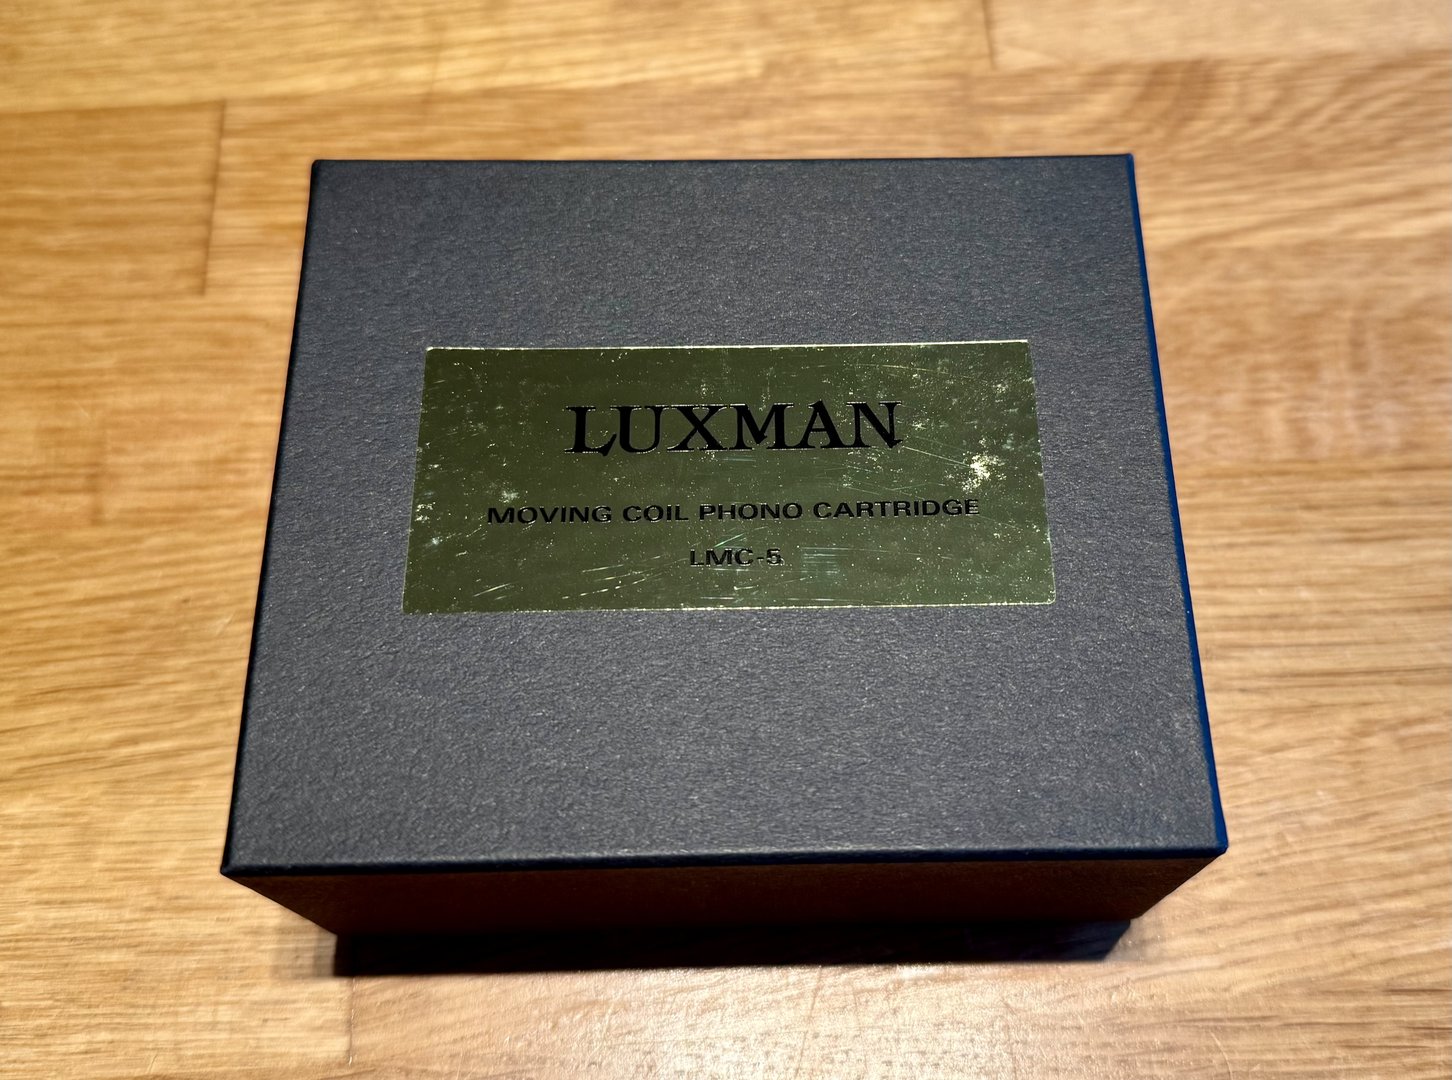 LUXMAN
MOVING COIL PHONO CARTRIDGE
LMC-5